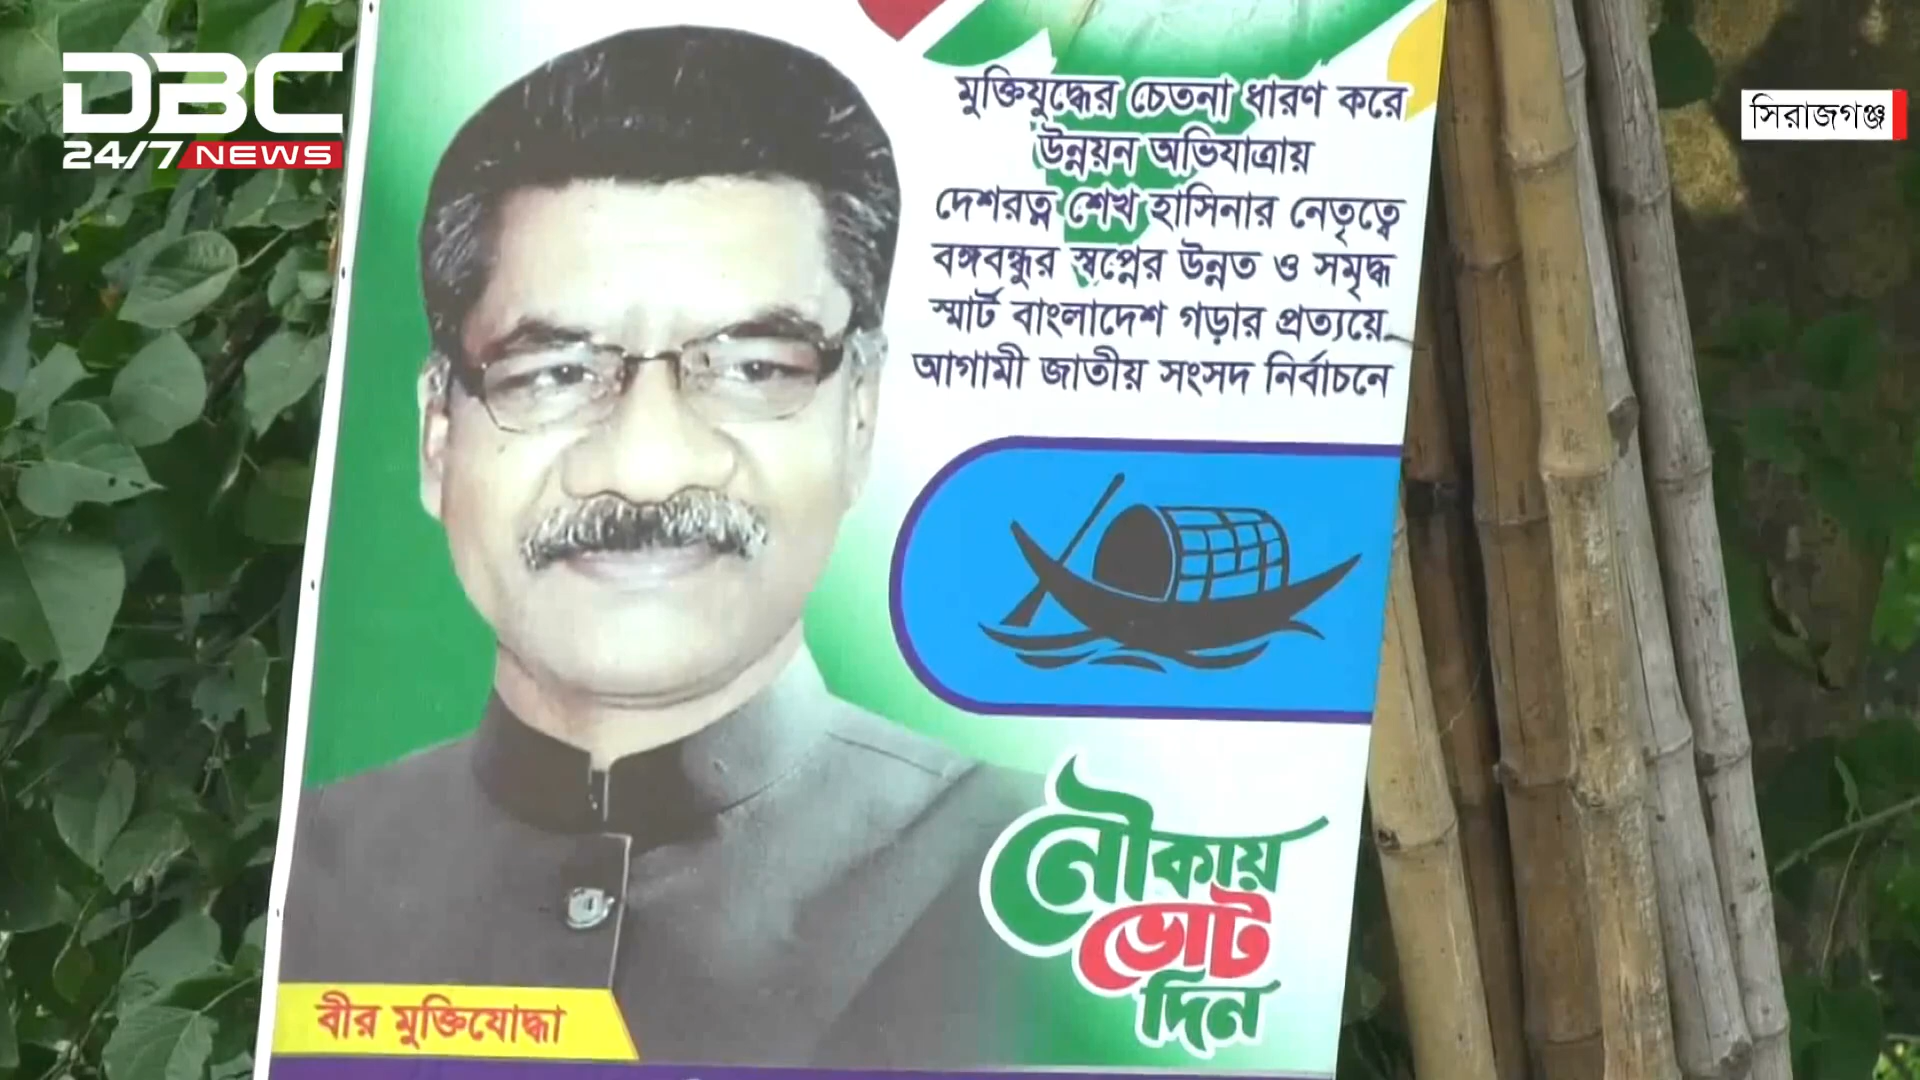 DBC
24/7 NEWS
সিরাজগঞ্জ
মুক্তিযুদ্ধের চেতনা ধারণ করে
উন্নয়ন অভিযাত্রায়
দেশরত্ন শেখ হাসিনার নেতৃত্বে
বঙ্গবন্ধুর স্বপ্নের উন্নত ও সমৃদ্ধ
স্মার্ট বাংলাদেশ গড়ার প্রত্যয়ে
আগামী জাতীয় সংসদ নির্বাচনে
নৌকায়
ভোট
দিন
বীর মুক্তিযোদ্ধা